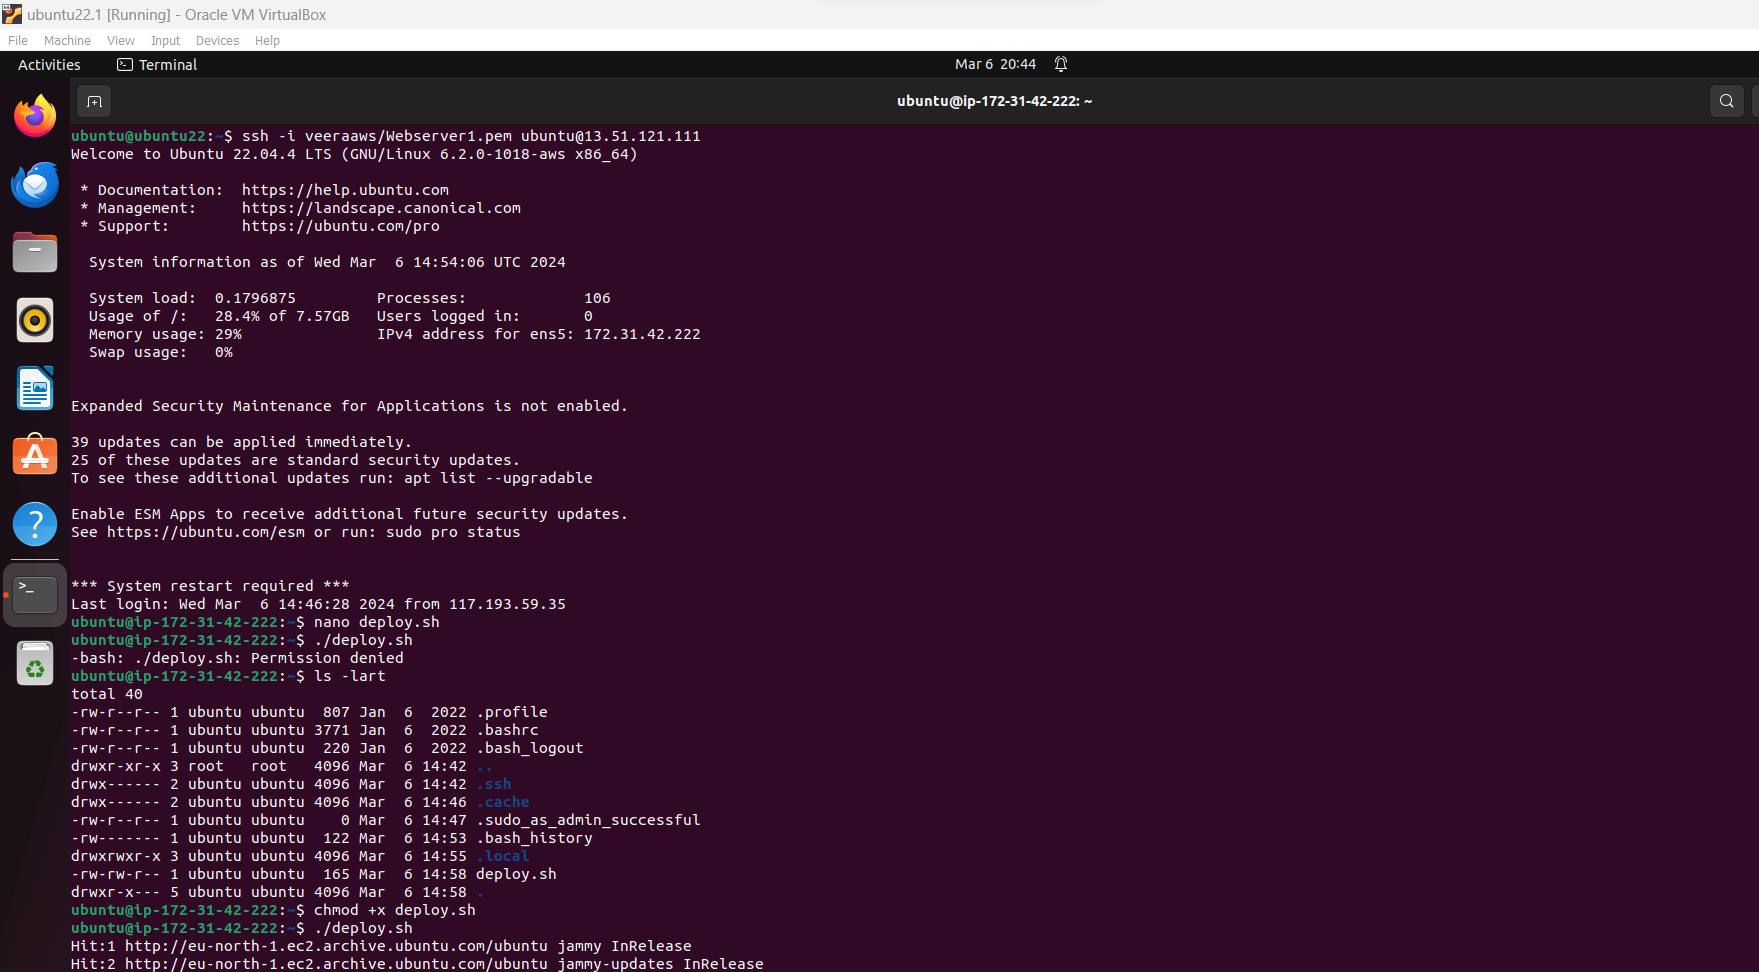 ubuntu22.1 [Running] - Oracle VM VirtualBox
File Machine View Input Devices Help
Activities Terminal Mar 6 20:44
ubuntu@ip-172-31-42-222: ~
ubuntu@ubuntu22:~$ ssh -i veeraaws/Webserver1.pem ubuntu@13.51.121.111
Welcome to Ubuntu 22.04.4 LTS (GNU/Linux 6.2.0-1018-aws x86_64)
* Documentation: https://help.ubuntu.com
* Management: https://landscape.canonical.com
* Support: https://ubuntu.com/pro
System information as of Wed Mar 6 14:54:06 UTC 2024
System load: 0.1796875 Processes: 106
Usage of /: 28.4% of 7.57GB Users logged in: 0
Memory usage: 29% IPv4 address for ens5: 172.31.42.222
Swap usage: 0%
Expanded Security Maintenance for Applications is not enabled.
39 updates can be applied immediately.
25 of these updates are standard security updates.
To see these additional updates run: apt list --upgradable
Enable ESM Apps to receive additional future security updates.
See https://ubuntu.com/esm or run: sudo pro status
*** System restart required ***
Last login: Wed Mar 6 14:46:28 2024 from 117.193.59.35
ubuntu@ip-172-31-42-222:~$ nano deploy.sh
ubuntu@ip-172-31-42-222:~$ ./deploy.sh
-bash: ./deploy.sh: Permission denied
ubuntu@ip-172-31-42-222:~$ ls -lart
total 40
-rw-r--r-- 1 ubuntu ubuntu 807 Jan 6 2022 .profile
-rw-r--r-- 1 ubuntu ubuntu 3771 Jan 6 2022 .bashrc
-rw-r--r-- 1 ubuntu ubuntu 220 Jan 6 2022 .bash_logout
drwxr-xr-x 3 root root 4096 Mar 6 14:42 ..
drwx------ 2 ubuntu ubuntu 4096 Mar 6 14:42 .ssh
drwx------ 2 ubuntu ubuntu 4096 Mar 6 14:46 .cache
-rw-r--r-- 1 ubuntu ubuntu 0 Mar 6 14:47 .sudo_as_admin_successful
-rw------- 1 ubuntu ubuntu 122 Mar 6 14:53 .bash_history
drwxrwxr-x 3 ubuntu ubuntu 4096 Mar 6 14:55 .local
-rw-rw-r-- 1 ubuntu ubuntu 165 Mar 6 14:58 deploy.sh
drwxr-x--- 5 ubuntu ubuntu 4096 Mar 6 14:58 .
ubuntu@ip-172-31-42-222:~$ chmod +x deploy.sh
ubuntu@ip-172-31-42-222:~$ ./deploy.sh
Hit:1 http://eu-north-1.ec2.archive.ubuntu.com/ubuntu jammy InRelease
Hit:2 http://eu-north-1.ec2.archive.ubuntu.com/ubuntu jammy-updates InRelease